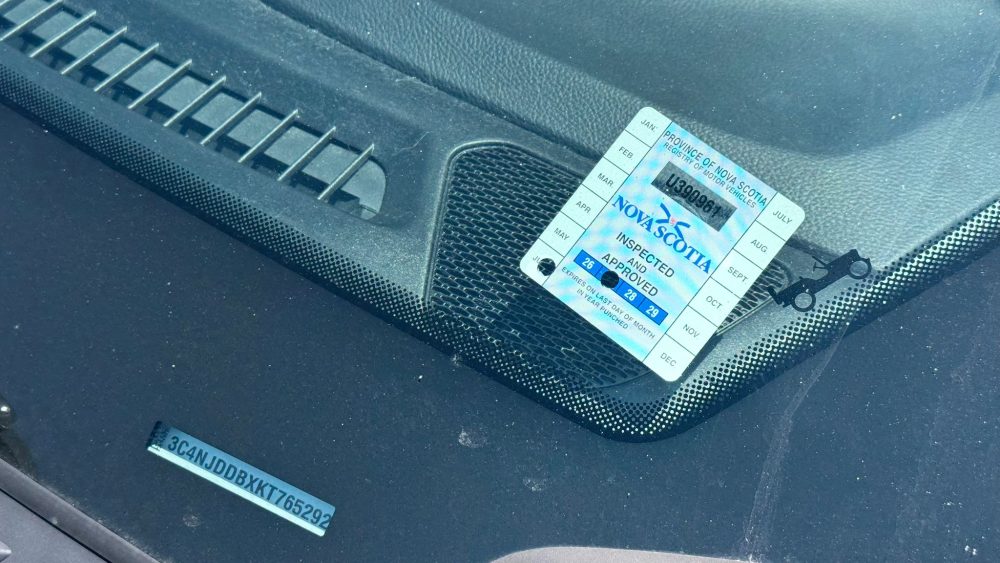 PROVINCE OF NOVA SCOTIA
REGISTRY OF MOTOR VEHICLES
U390961
NOVA SCOTIA
INSPECTED
AND
APPROVED
26 28 29
EXPIRES ON LAST DAY OF MONTH
IN YEAR PUNCHED
JAN
FEB
MAR
APR
MAY
JULY
AUG
SEPT
OCT
NOV
DEC
3C4NJDDBXKT765292